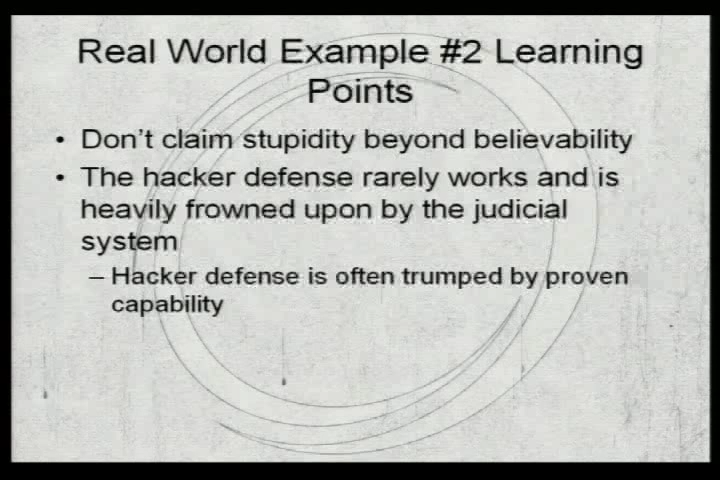 Real World Example #2 Learning
Points
• Don't claim stupidity beyond believability
• The hacker defense rarely works and is
heavily frowned upon by the judicial
system
– Hacker defense is often trumped by proven
capability